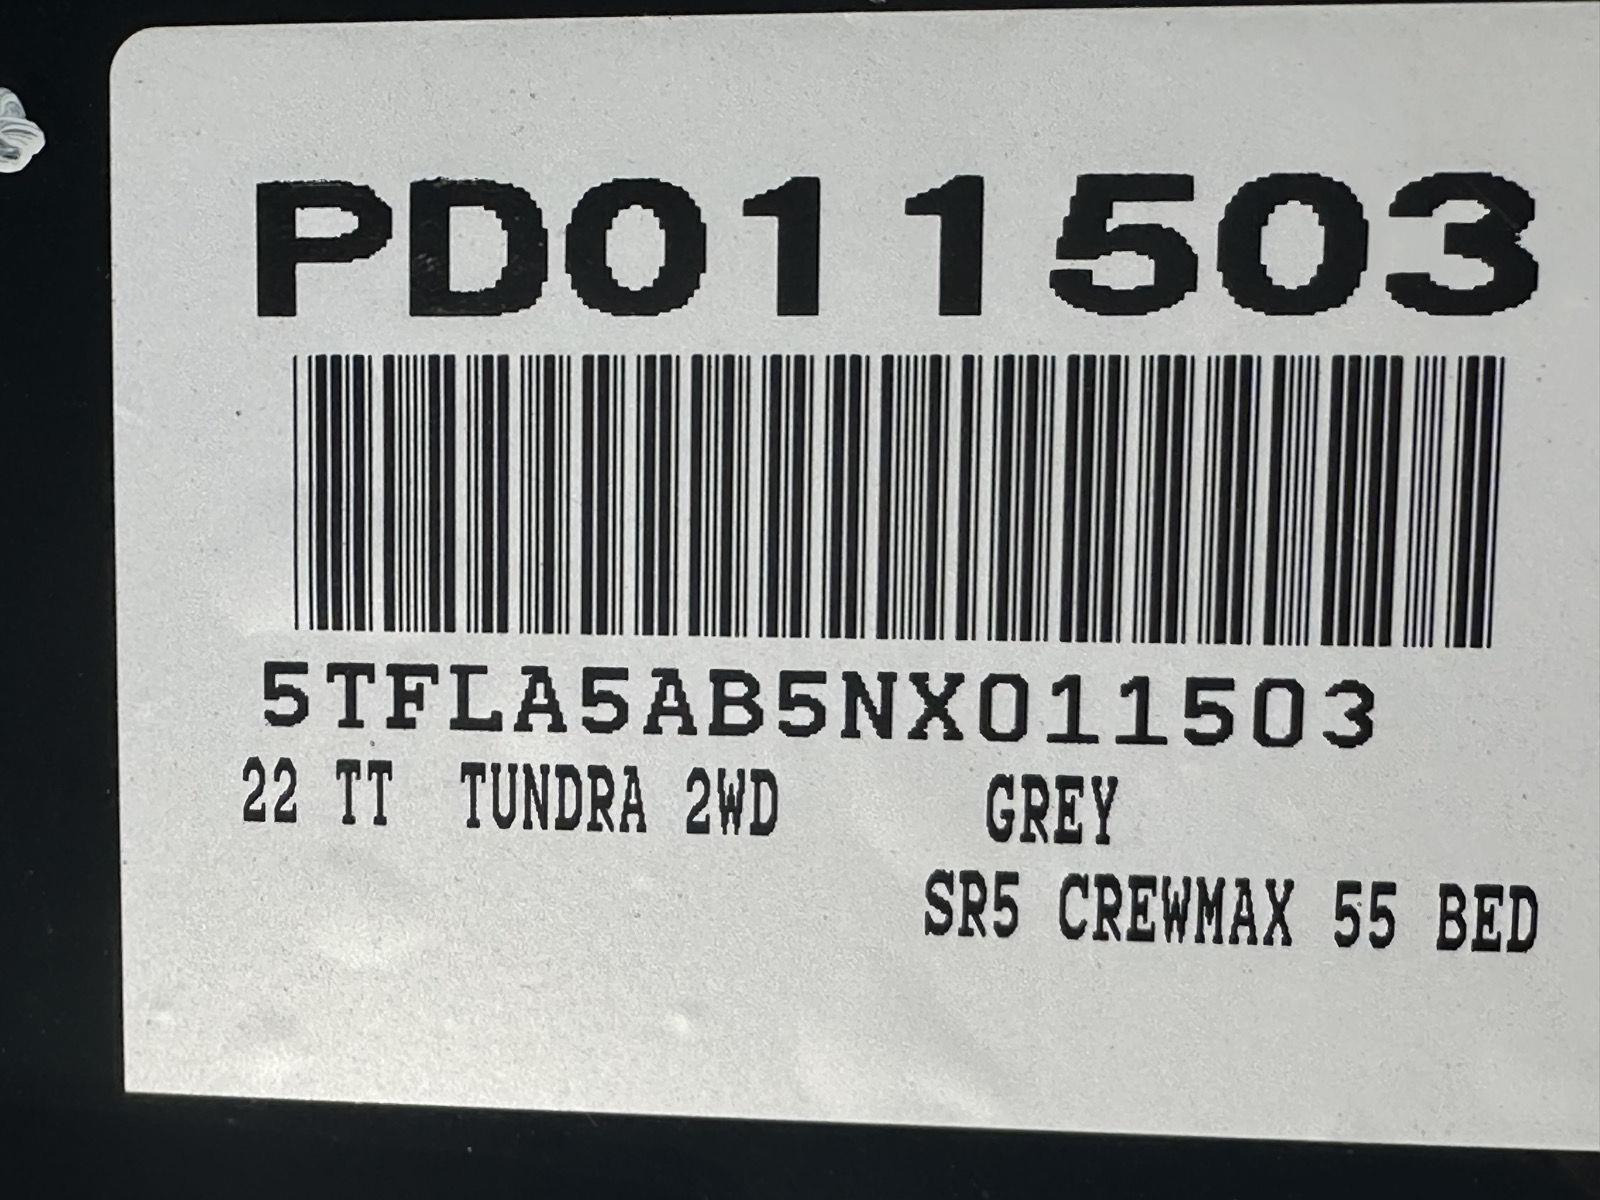 PD011503
5TFLA5AB5NX011503
22 TT TUNDRA 2WD GREY
SR5 CREWMAX 55 BED